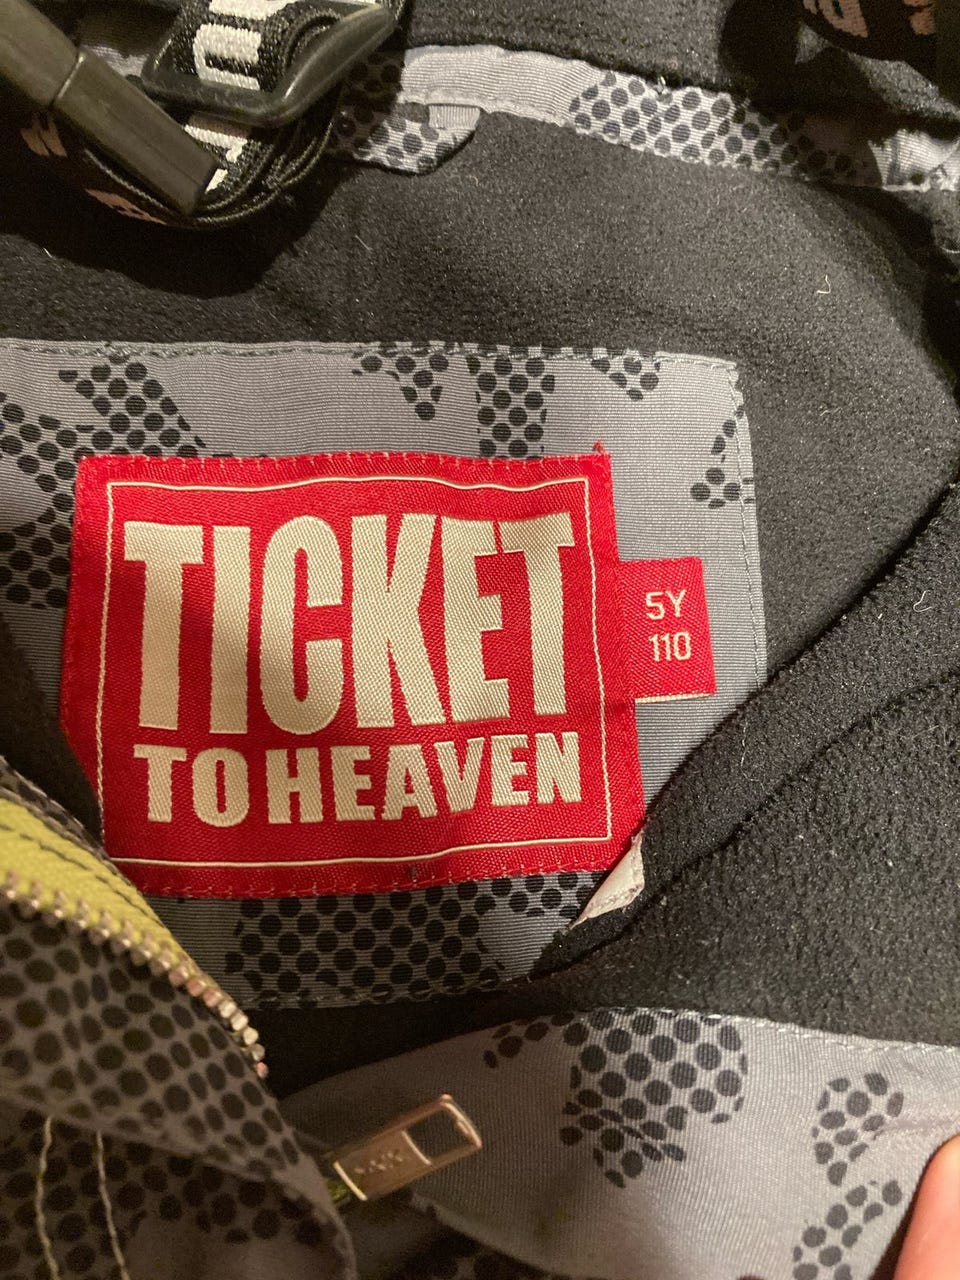 TICKET
TO HEAVEN
5Y
110